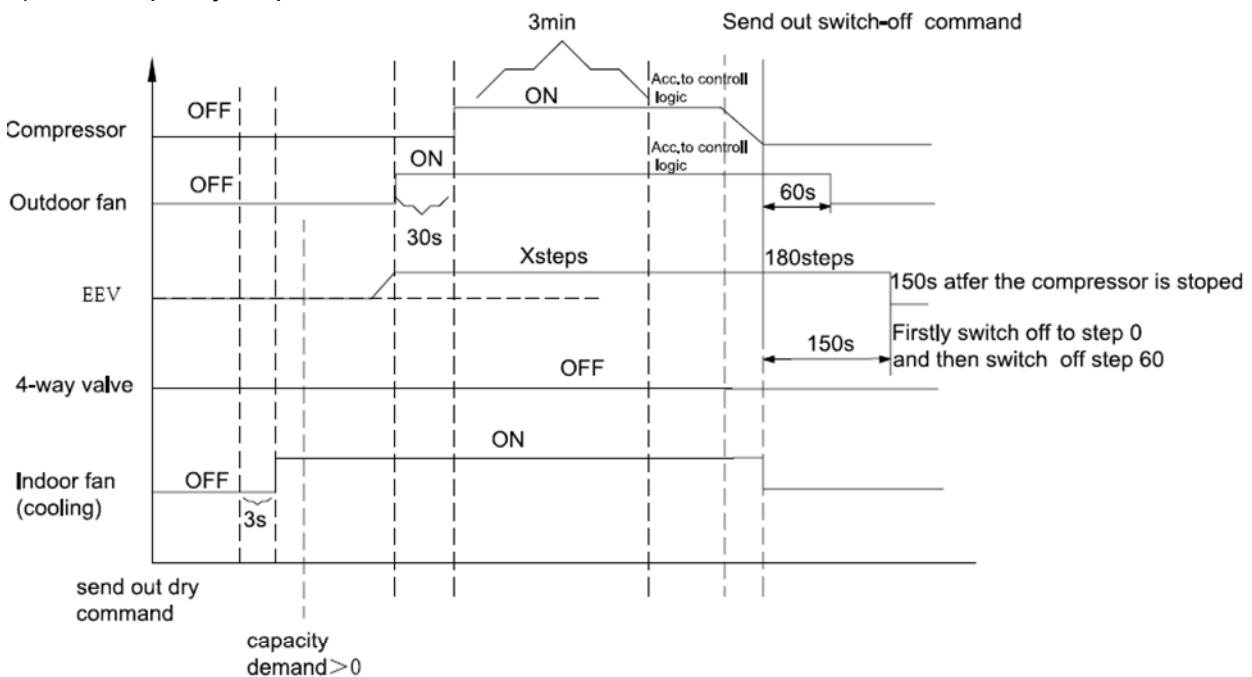 3min
Send out switch-off command
Compressor
OFF
ON
Acc.to controll
logic
Outdoor fan
OFF
ON
Acc.to controll
logic
60s
30s
EEV
Xsteps
180steps
150s atfer the compressor is stoped
Firstly switch off to step 0
and then switch off step 60
150s
4-way valve
OFF
Indoor fan
(cooling)
OFF
ON
3s
send out dry
command
capacity
demand>0